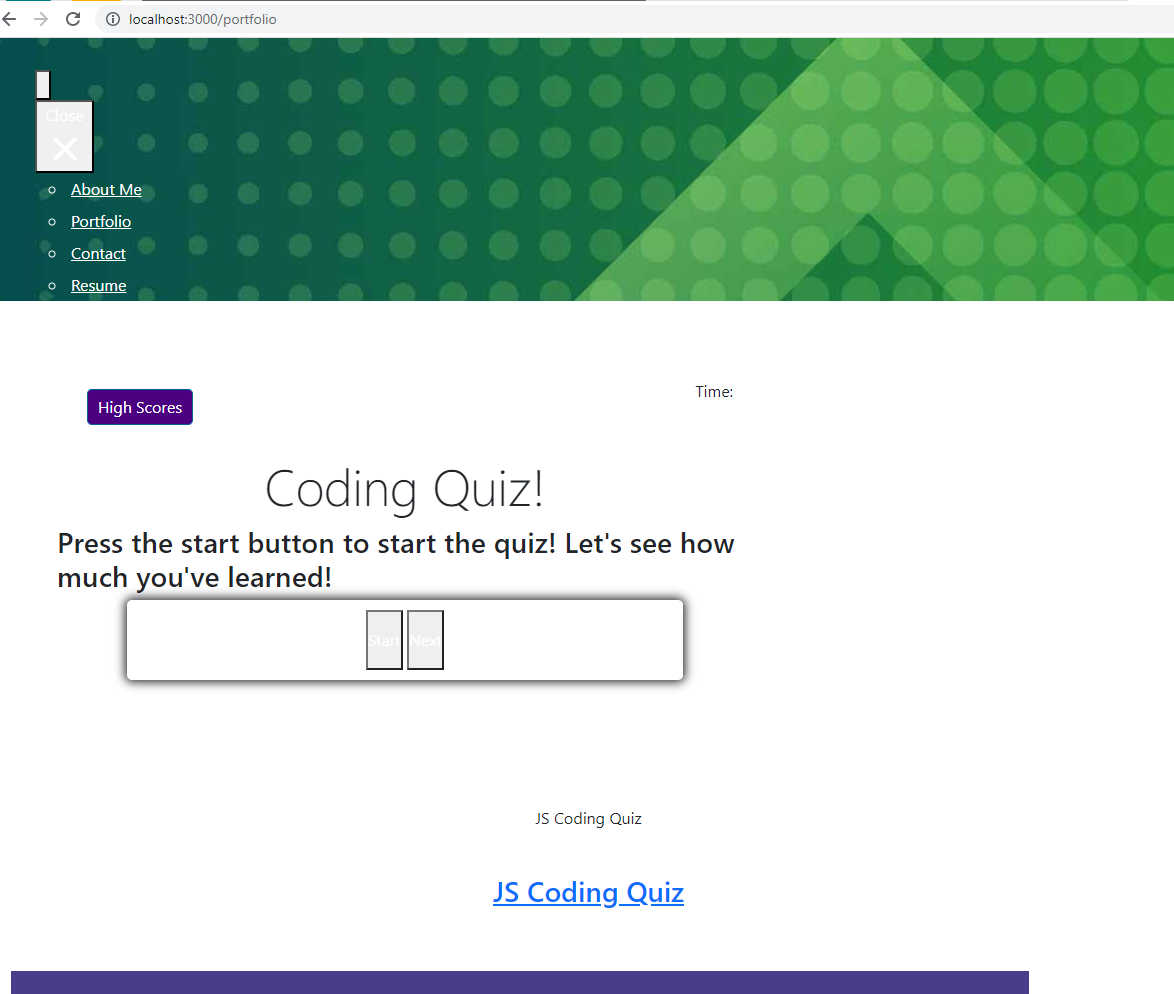 localhost:3000/portfolio
Close
About Me
Portfolio
Contact
Resume
High Scores
Time:
Coding Quiz!
Press the start button to start the quiz! Let's see how
much you've learned!
Start Next
JS Coding Quiz
JS Coding Quiz